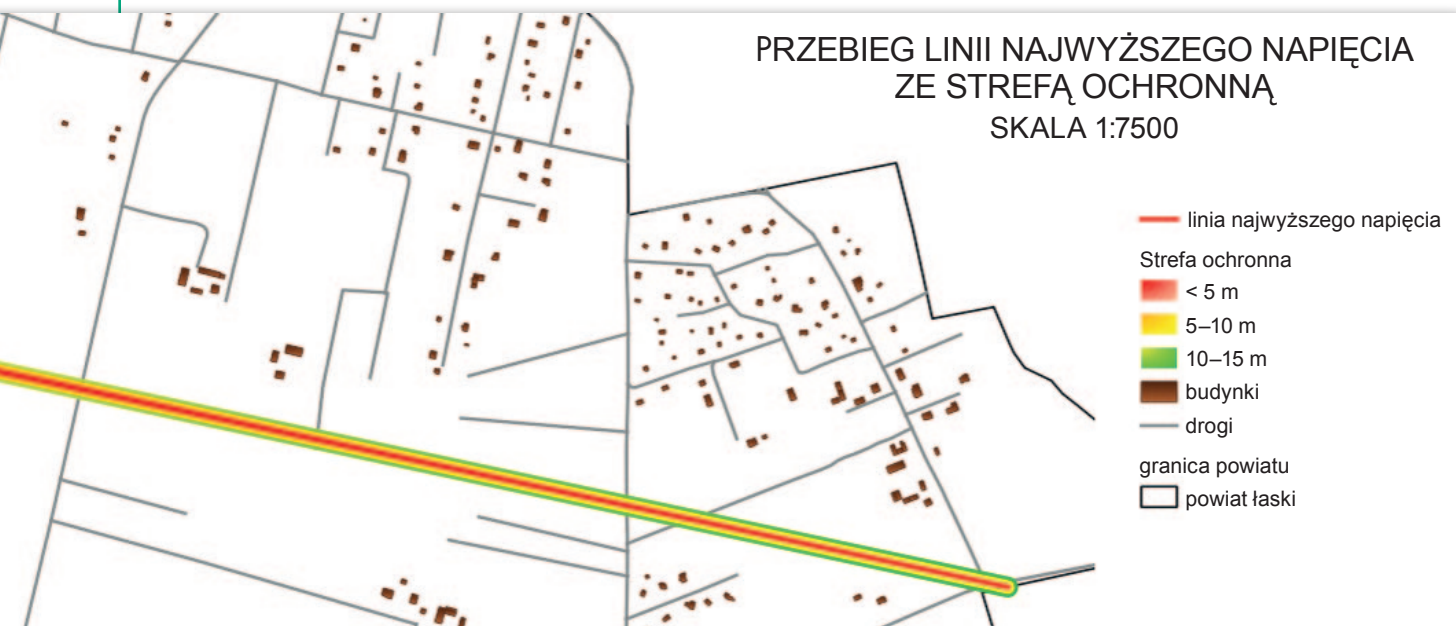 PRZEBIEG LINII NAJWYŻSZEGO NAPIĘCIA
ZE STREFĄ OCHRONNĄ
SKALA 1:7500
linia najwyższego napięcia
Strefa ochronna
< 5 m
5–10 m
10–15 m
budynki
drogi
granica powiatu
powiat łaski